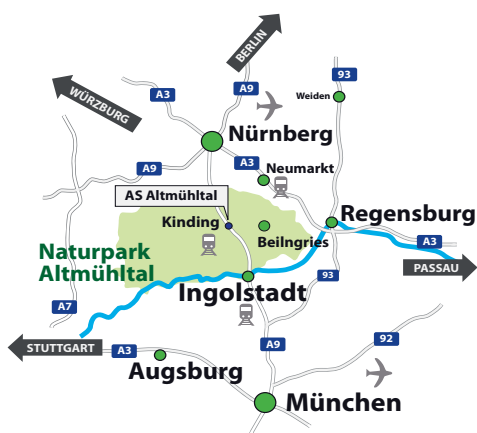 BERLIN
93
A3
A9
WÜRZBURG
Weiden
Nürnberg
A9
A3
Neumarkt
AS Altmühltal
Kinding
Regensburg
Beilngries
A3
Naturpark
Altmühltal
PASSAU
93
Ingolstadt
A7
STUTTGART
A3
A9
92
Augsburg
München